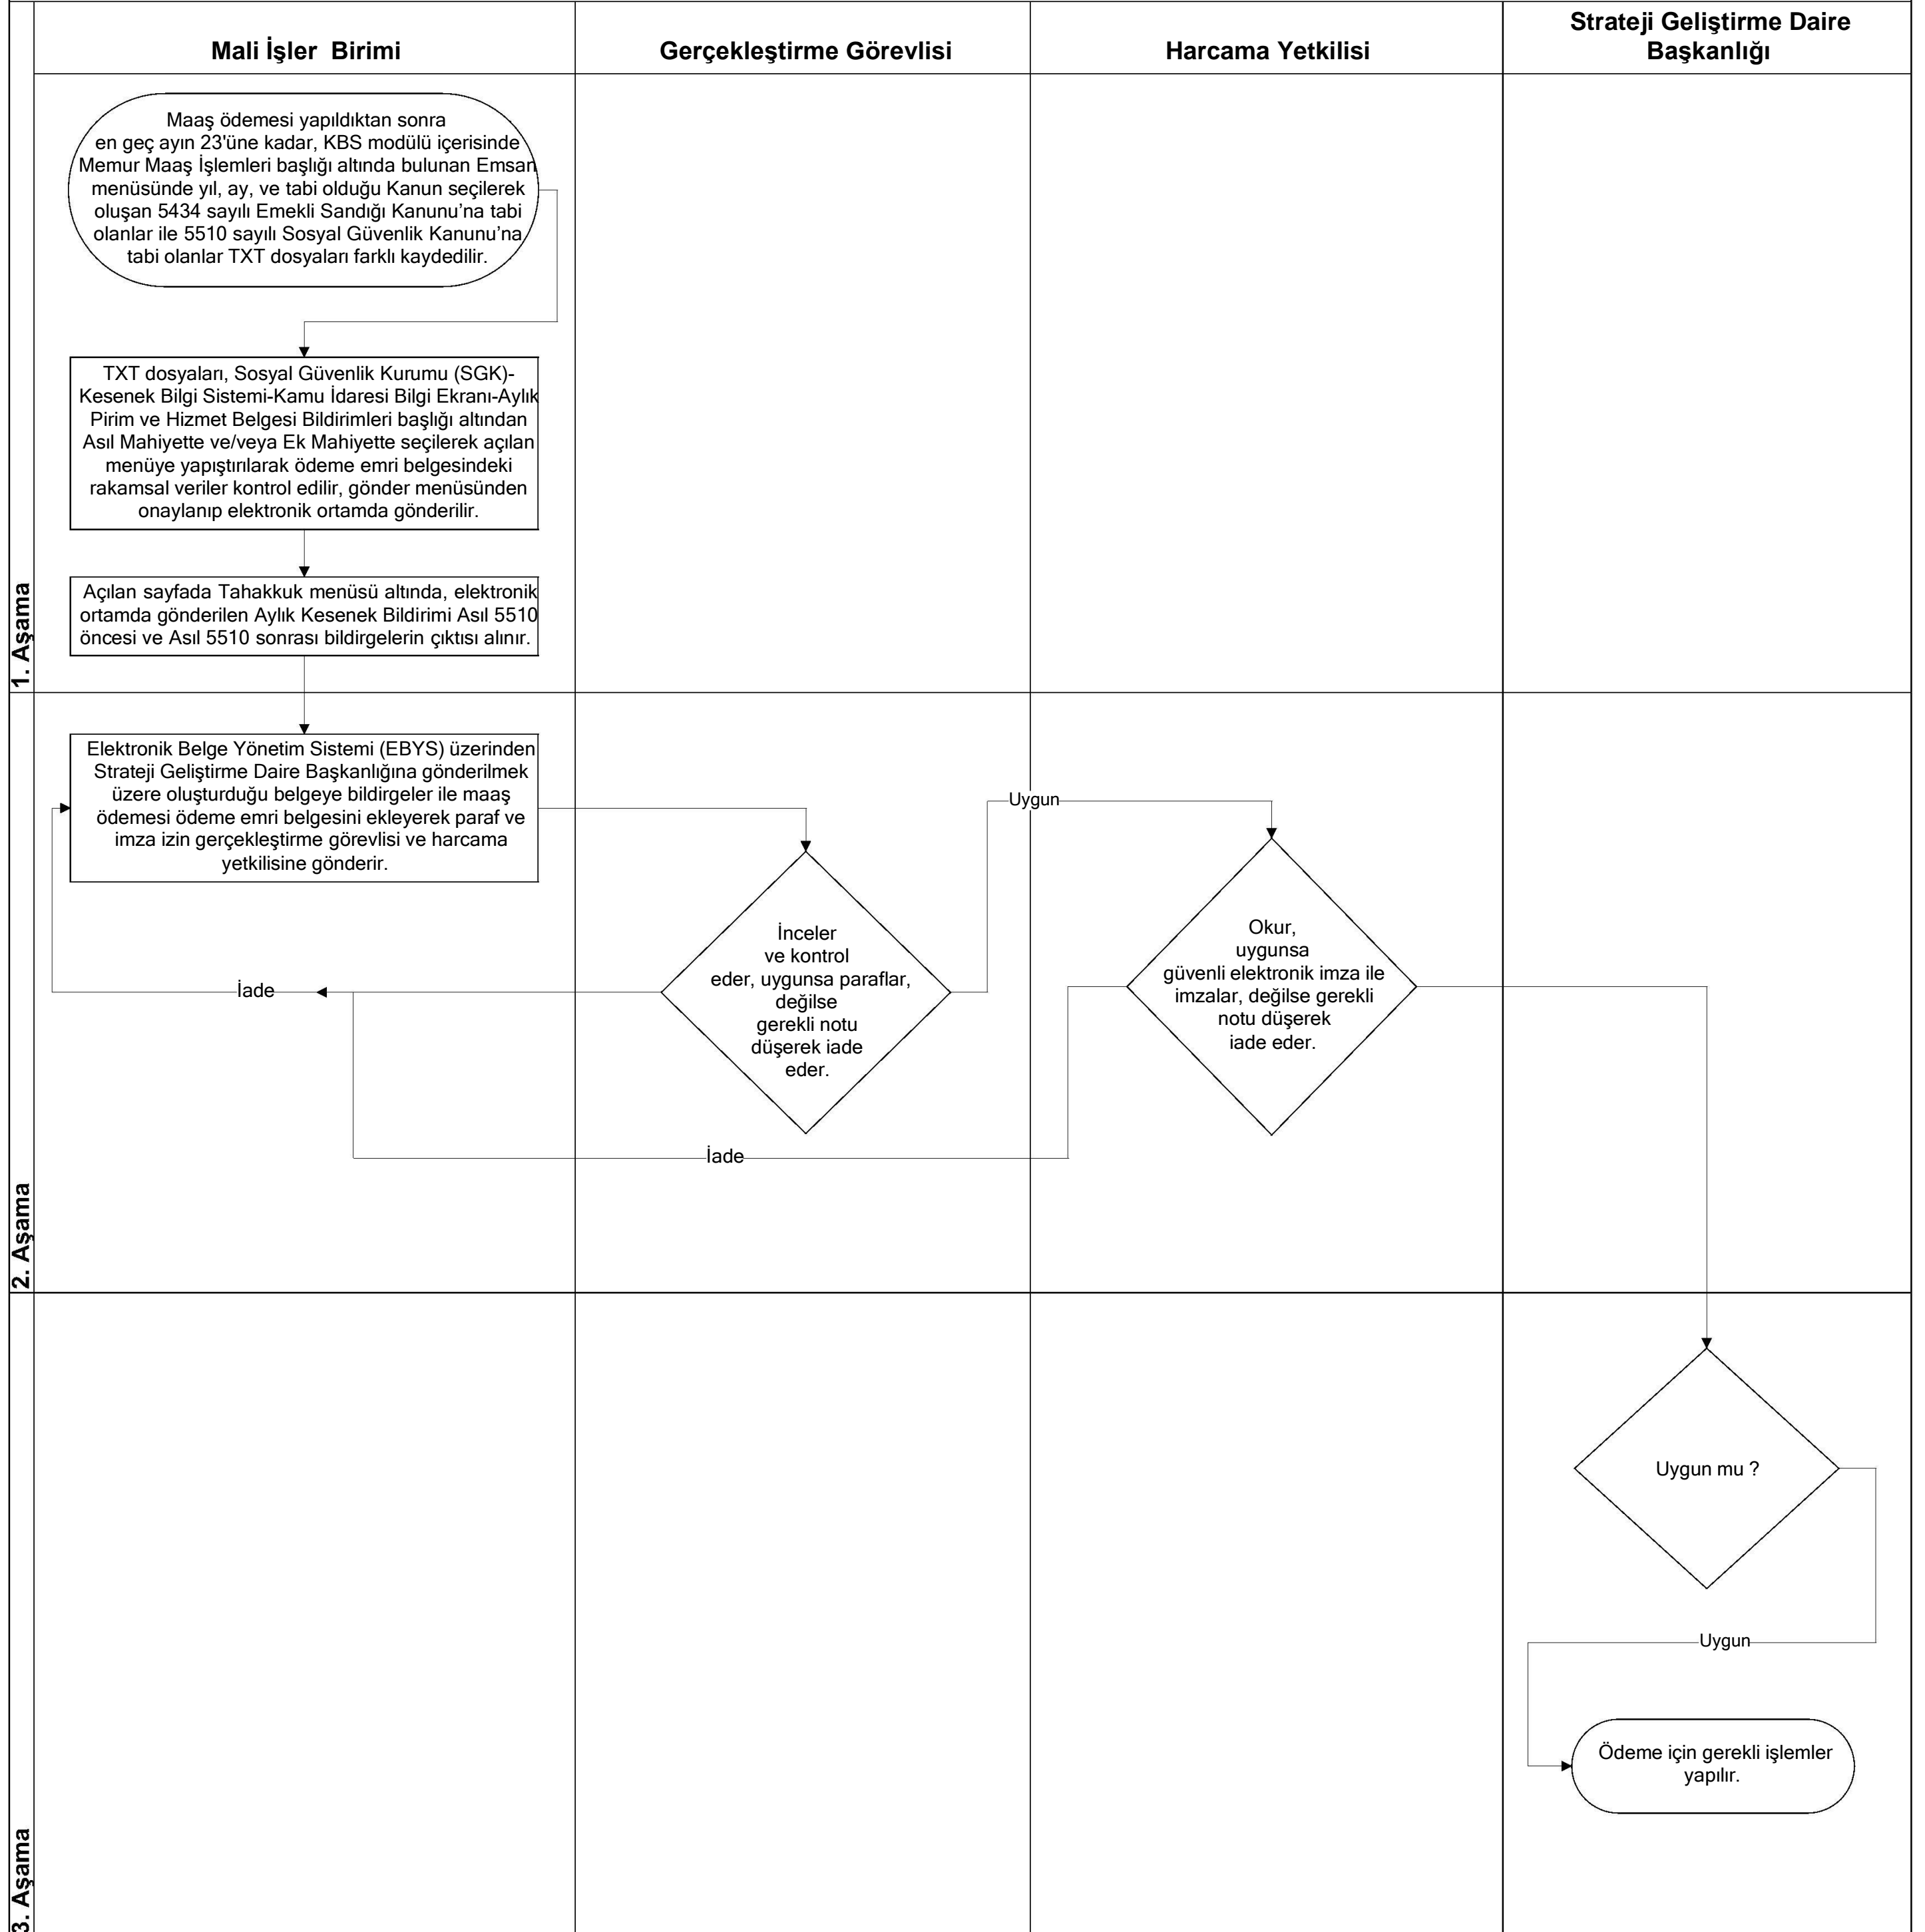 Mali İşler  Birimi
Gerçekleştirme Görevlisi
Harcama Yetkilisi
Strateji Geliştirme Daire
Başkanlığı
1. Aşama
Maaş ödemesi yapıldıktan sonra
en geç ayın 23'üne kadar, KBS modülü içerisinde
Memur Maaş İşlemleri başlığı altında bulunan Emsan
menüsünde yıl, ay, ve tabi olduğu Kanun seçilerek
oluşan 5434 sayılı Emekli Sandığı Kanunu’na tabi
olanlar ile 5510 sayılı Sosyal Güvenlik Kanunu’na
tabi olanlar TXT dosyaları farklı kaydedilir.
TXT dosyaları, Sosyal Güvenlik Kurumu (SGK)-
Kesenek Bilgi Sistemi-Kamu İdaresi Bilgi Ekranı-Aylık
Pirim ve Hizmet Belgesi Bildirimleri başlığı altından
Asıl Mahiyette ve/veya Ek Mahiyette seçilerek açılan
menüye yapıştırılarak ödeme emri belgesindeki
rakamsal veriler kontrol edilir, gönder menüsünden
onaylanıp elektronik ortamda gönderilir.
Açılan sayfada Tahakkuk menüsü altında, elektronik
ortamda gönderilen Aylık Kesenek Bildirimi Asıl 5510
öncesi ve Asıl 5510 sonrası bildirgelerin çıktısı alınır.
2. Aşama
Elektronik Belge Yönetim Sistemi (EBYS) üzerinden
Strateji Geliştirme Daire Başkanlığına gönderilmek
üzere oluşturduğu belgeye bildirgeler ile maaş
ödemesi ödeme emri belgesini ekleyerek paraf ve
imza izin gerçekleştirme görevlisi ve harcama
yetkilisine gönderir.
İnceler
ve kontrol
eder, uygunsa paraflar,
değilse
gerekli notu
düşerek iade
eder.
Uygun
Okur,
uygunsa
güvenli elektronik imza ile
imzalar, değilse gerekli
notu düşerek
iade eder.
İade
İade
3. Aşama
Uygun mu ?
Uygun
Ödeme için gerekli işlemler
yapılır.